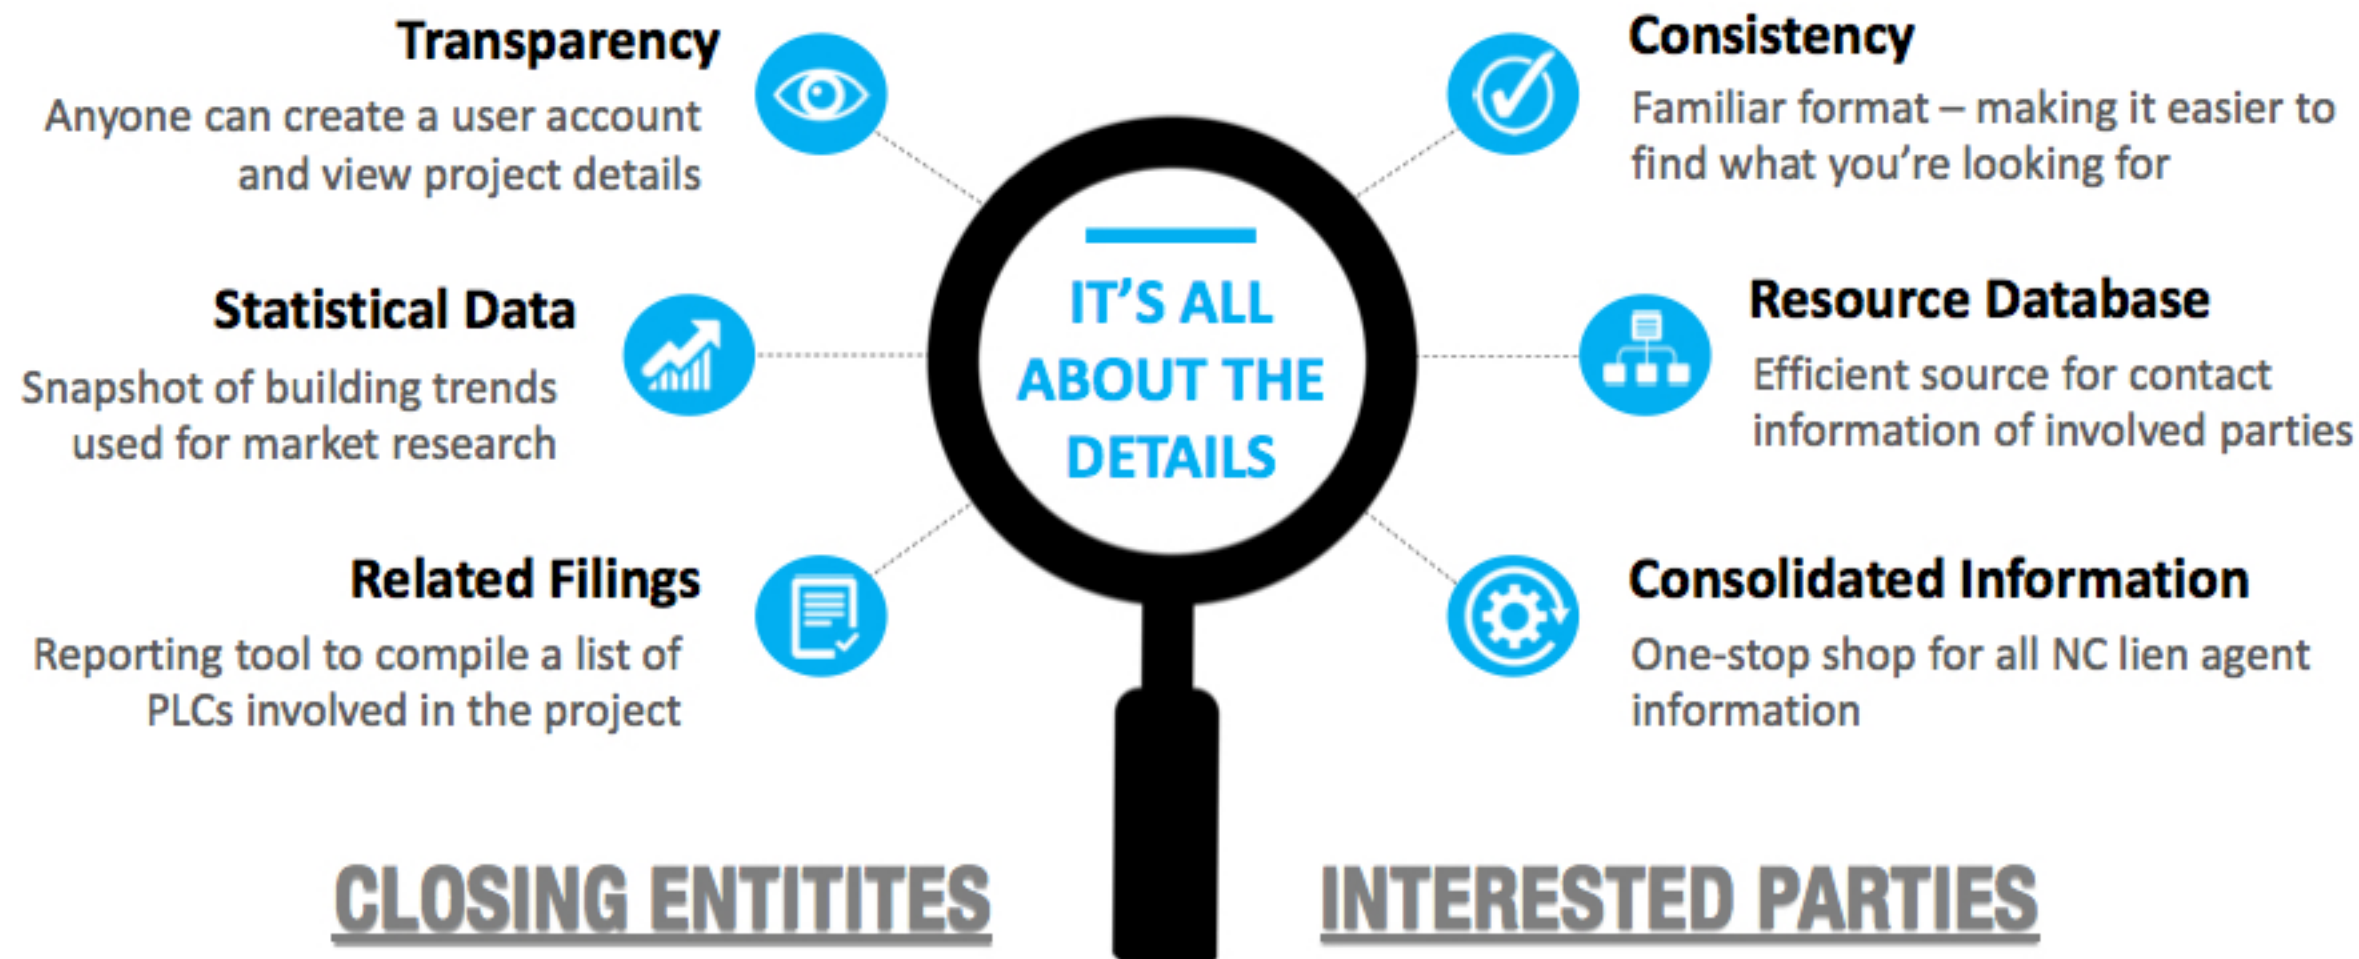 Transparency
Anyone can create a user account
and view project details
Statistical Data
Snapshot of building trends
used for market research
Related Filings
Reporting tool to compile a list of
PLCs involved in the project
IT’S ALL
ABOUT THE
DETAILS
Consistency
Familiar format – making it easier to
find what you’re looking for
Resource Database
Efficient source for contact
information of involved parties
Consolidated Information
One-stop shop for all NC lien agent
information
CLOSING ENTITITES
INTERESTED PARTIES